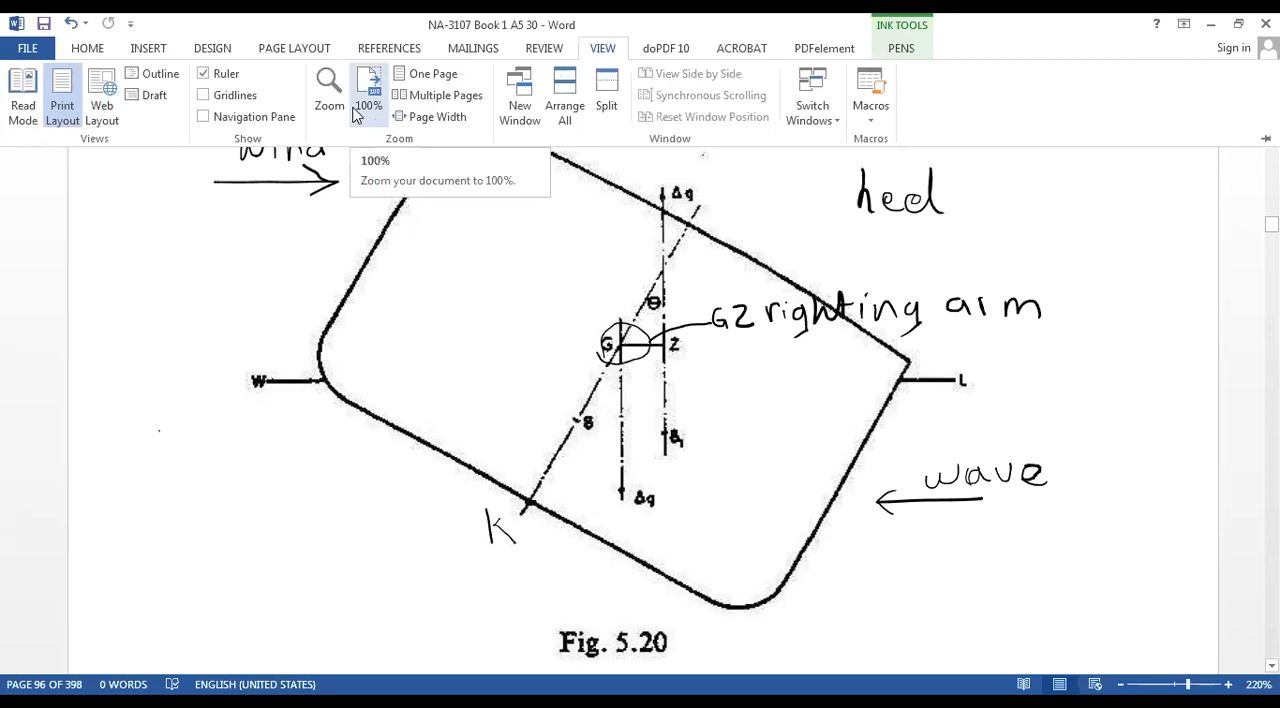 NA-3107 Book 1 A5 30 - Word
INK TOOLS
?
FILE
HOME
INSERT
DESIGN
PAGE LAYOUT
REFERENCES
MAILINGS
REVIEW
VIEW
doPDF 10
ACROBAT
PDFelement
PENS
Sign in
Read Mode
Print Layout
Web Layout
Outline
Draft
Views
Ruler
Gridlines
Navigation Pane
Show
Zoom
100
100%
One Page
Multiple Pages
Page Width
Zoom
New Window
Arrange All
Split
View Side by Side
Synchronous Scrolling
Reset Window Position
Window
Switch Windows
Macros
Macros
100%
Zoom your document to 100%.
wind
Δq
θ
GZ righting arm
G
Z
W
L
B
B₁
wave
Δq
K
Fig. 5.20
PAGE 96 OF 398
0 WORDS
ENGLISH (UNITED STATES)
220%